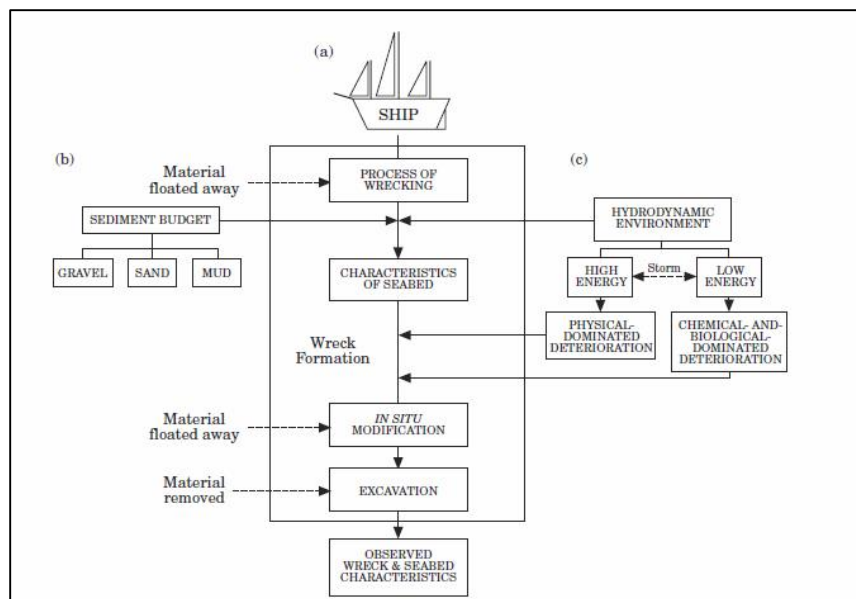 (a)
SHIP
(b)
Material
floated away
PROCESS OF
WRECKING
(c)
SEDIMENT BUDGET
HYDRODYNAMIC
ENVIRONMENT
GRAVEL
SAND
MUD
CHARACTERISTICS
OF SEABED
HIGH
ENERGY
Storm
LOW
ENERGY
Wreck
Formation
PHYSICAL-
DOMINATED
DETERIORATION
CHEMICAL- AND-
BIOLOGICAL-
DOMINATED
DETERIORATION
Material
floated away
IN SITU
MODIFICATION
Material
removed
EXCAVATION
OBSERVED
WRECK & SEABED
CHARACTERISTICS